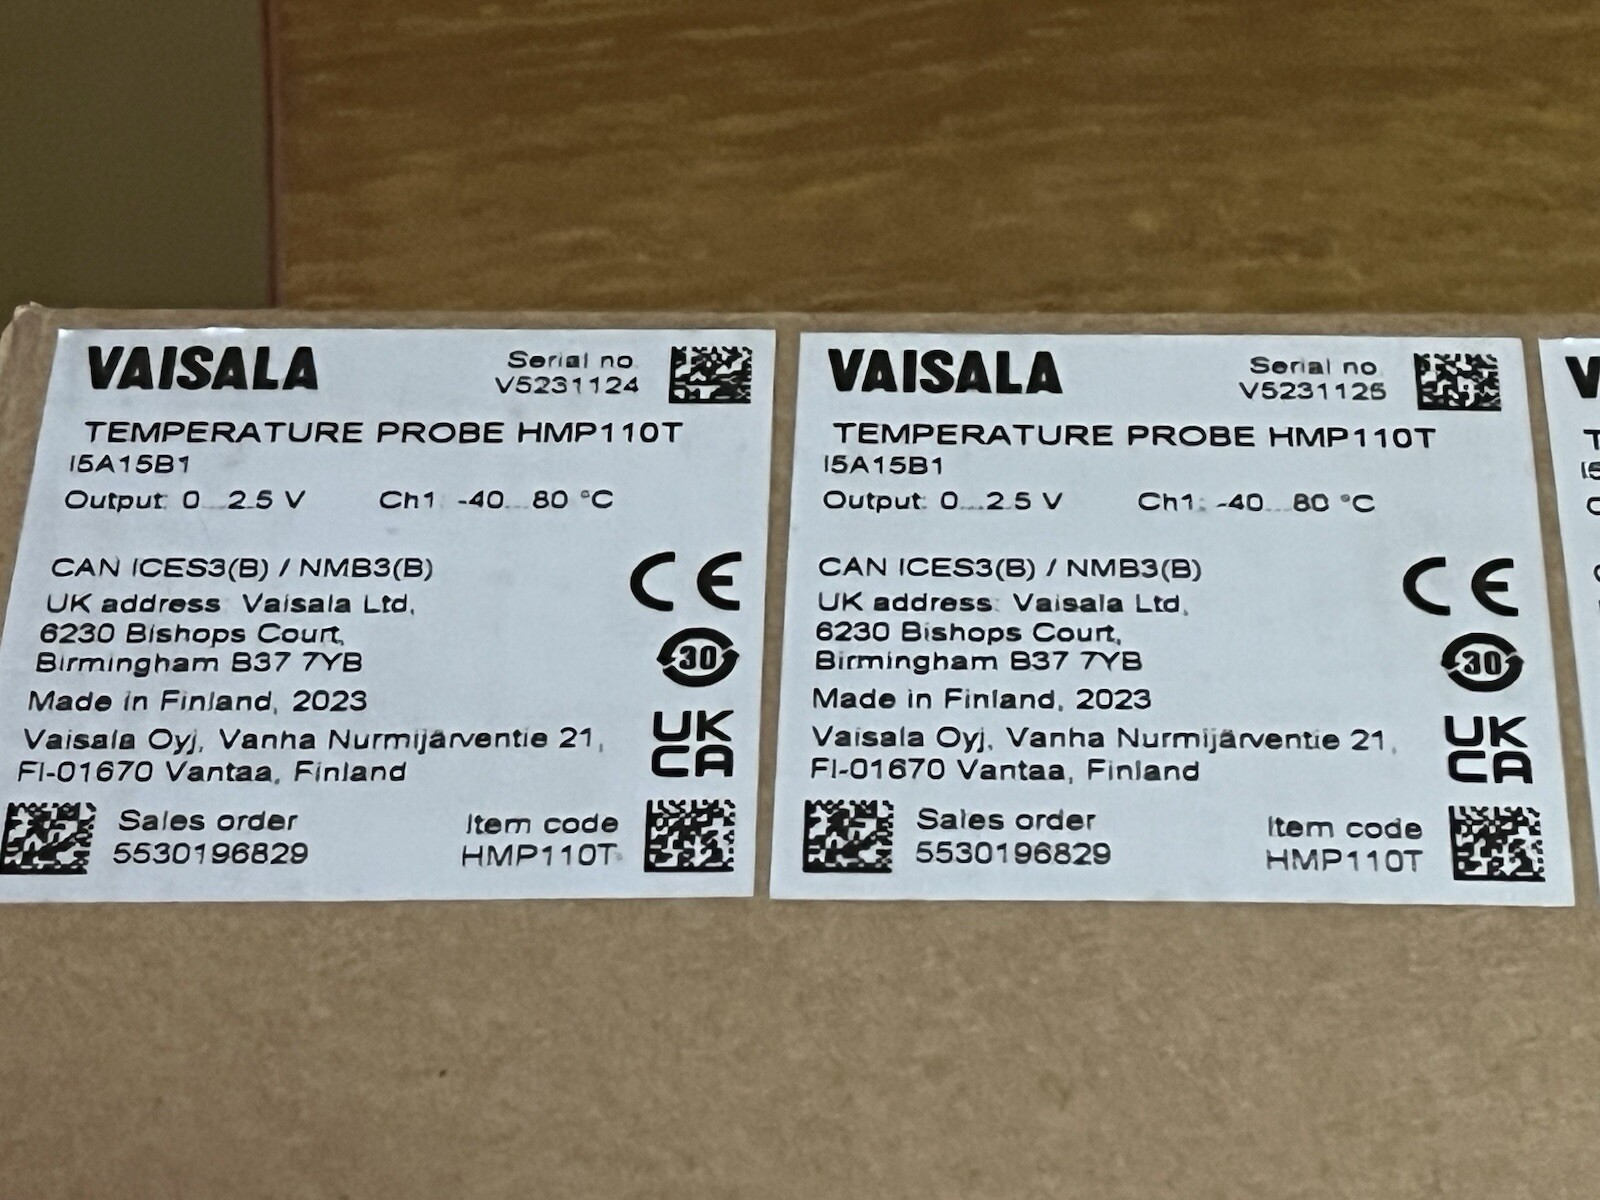 VAISALA
Serial no.
V5231124
TEMPERATURE PROBE HMP110T
I5A15B1
Output: 0...2.5 V Ch1: -40...80 °C
CAN ICES3(B) / NMB3(B)
UK address: Vaisala Ltd,
6230 Bishops Court,
Birmingham B37 7YB
Made in Finland, 2023
Vaisala Oyj, Vanha Nurmijärventie 21,
FI-01670 Vantaa, Finland
CE
30
UK
CA
Sales order
5530196829
Item code
HMP110T
VAISALA
Serial no.
V5231125
TEMPERATURE PROBE HMP110T
I5A15B1
Output: 0...2.5 V Ch1: -40...80 °C
CAN ICES3(B) / NMB3(B)
UK address: Vaisala Ltd,
6230 Bishops Court,
Birmingham B37 7YB
Made in Finland, 2023
Vaisala Oyj, Vanha Nurmijärventie 21,
FI-01670 Vantaa, Finland
CE
30
UK
CA
Sales order
5530196829
Item code
HMP110T